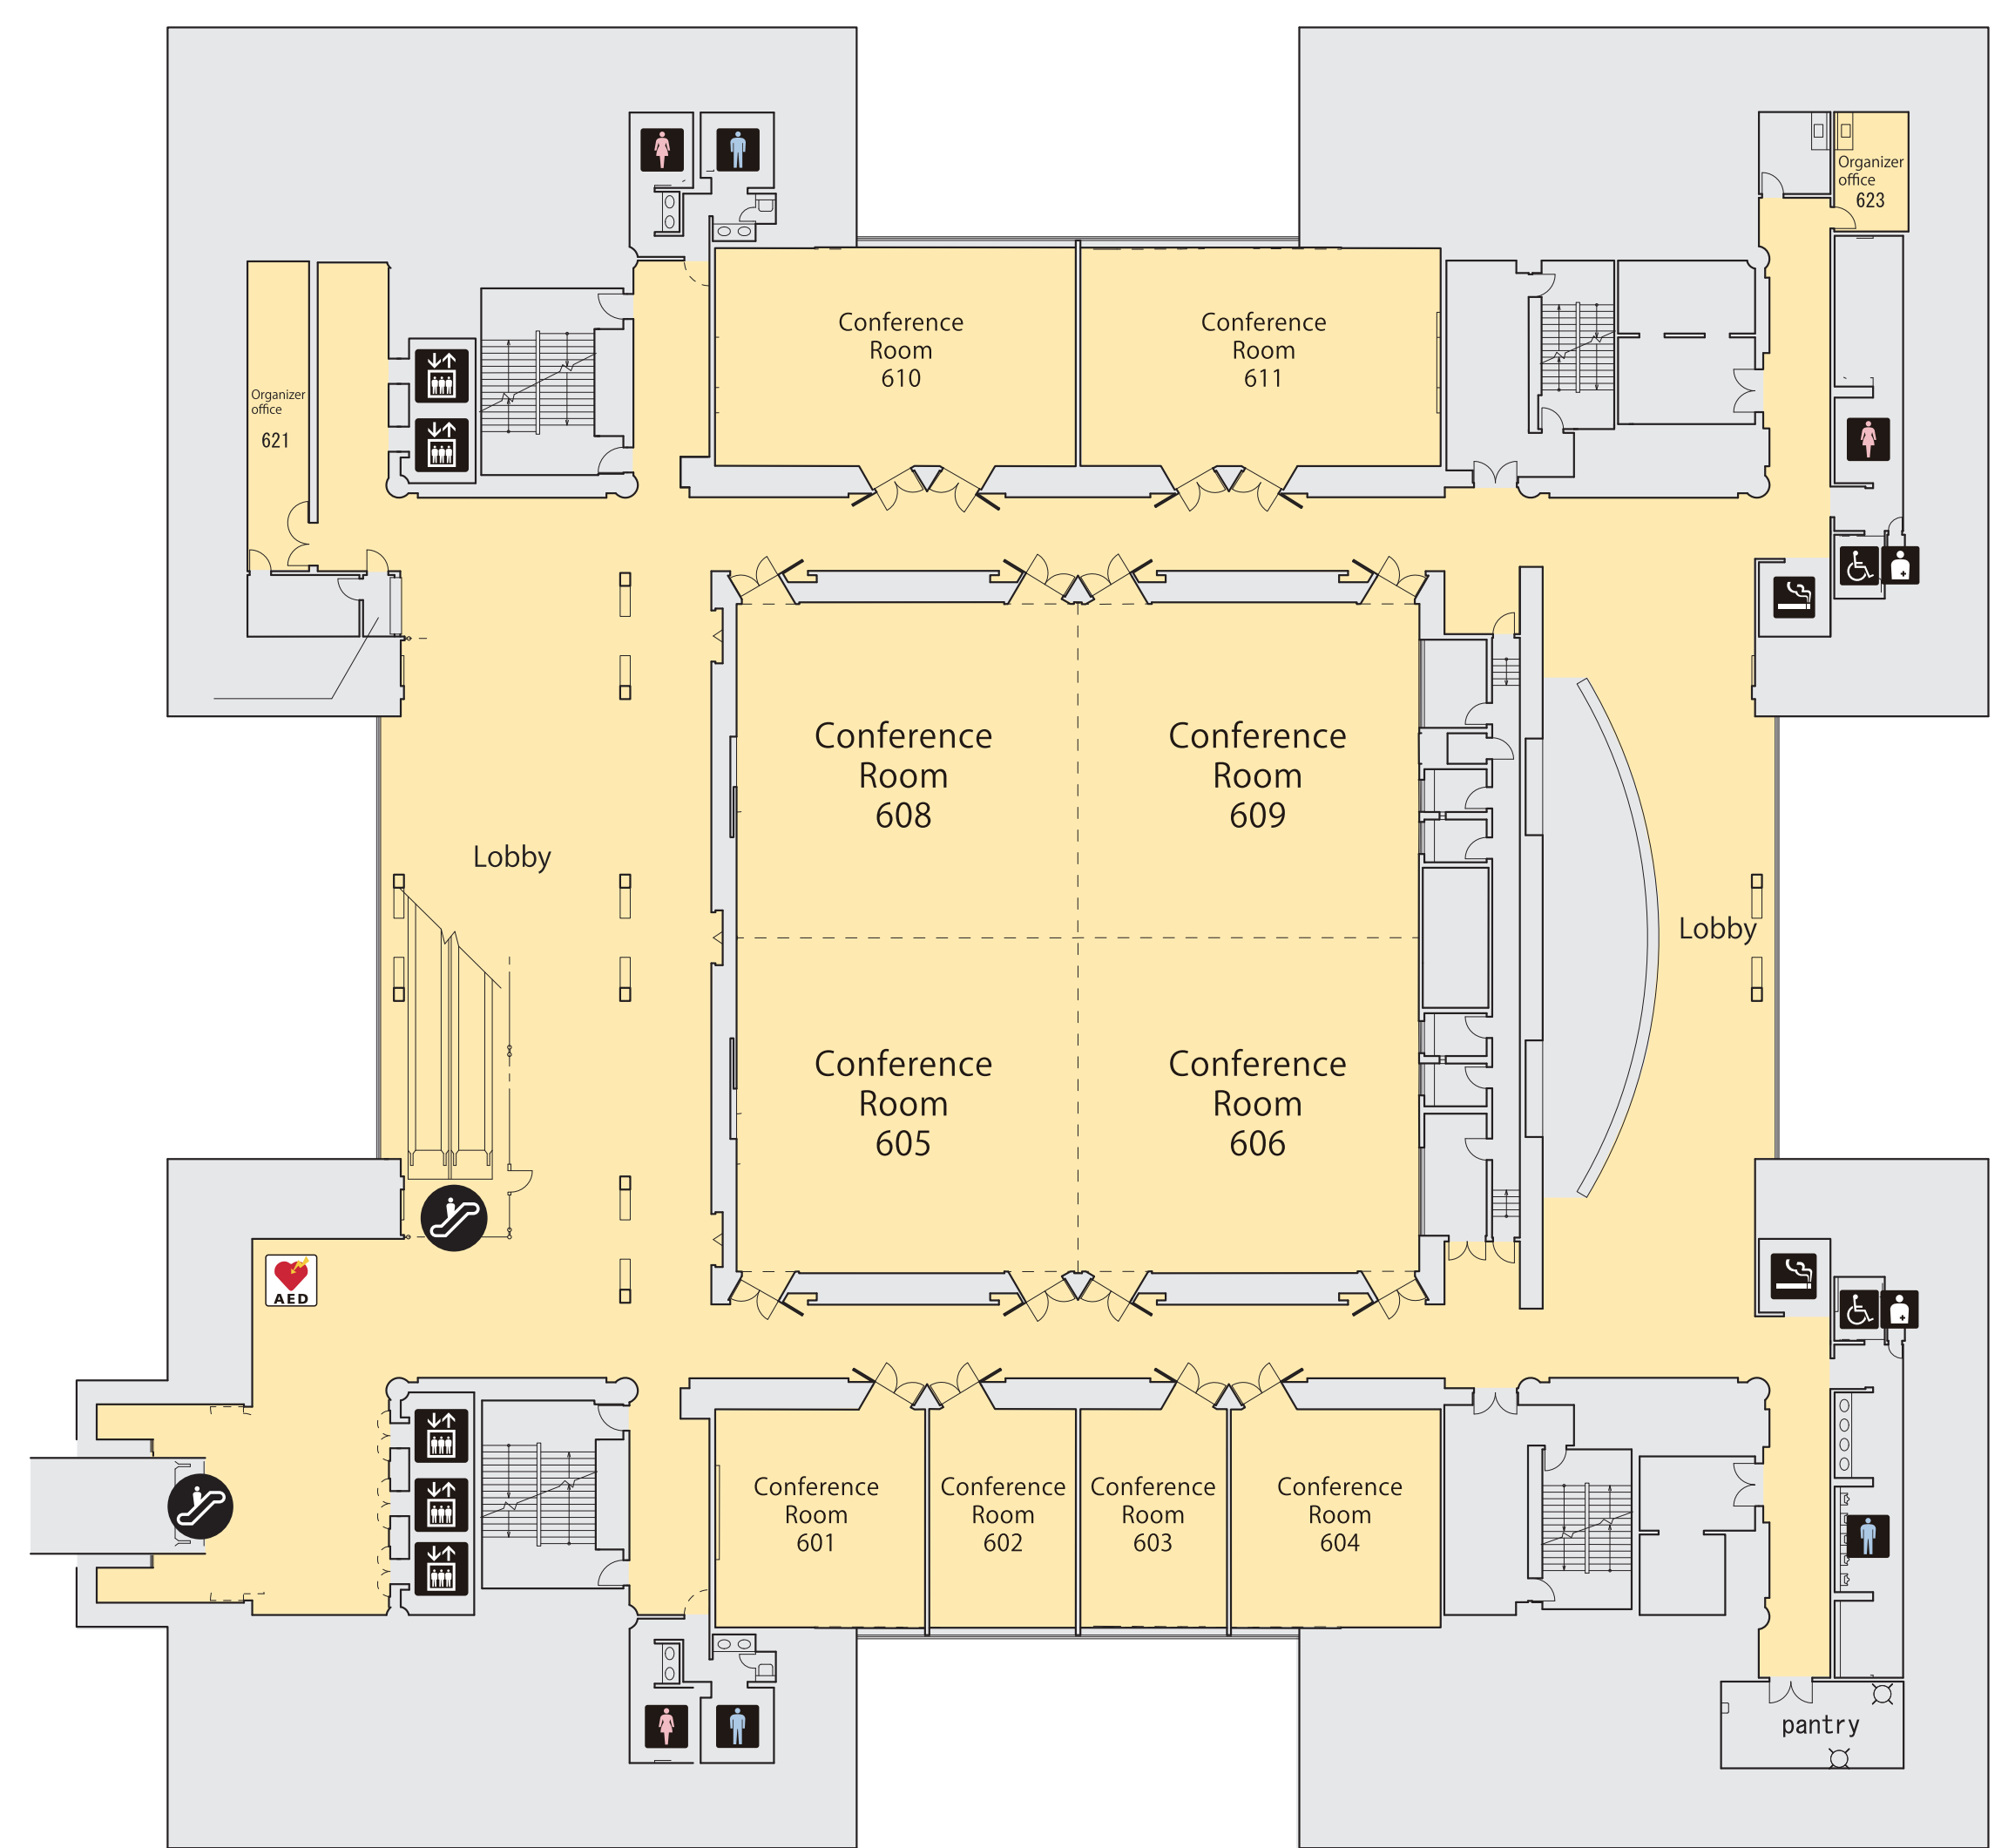 Organizer
office
623
Conference
Room
610
Conference
Room
611
Organizer
office
621
Conference
Room
608
Conference
Room
609
Lobby
Lobby
Conference
Room
605
Conference
Room
606
AED
Conference
Room
601
Conference
Room
602
Conference
Room
603
Conference
Room
604
pantry